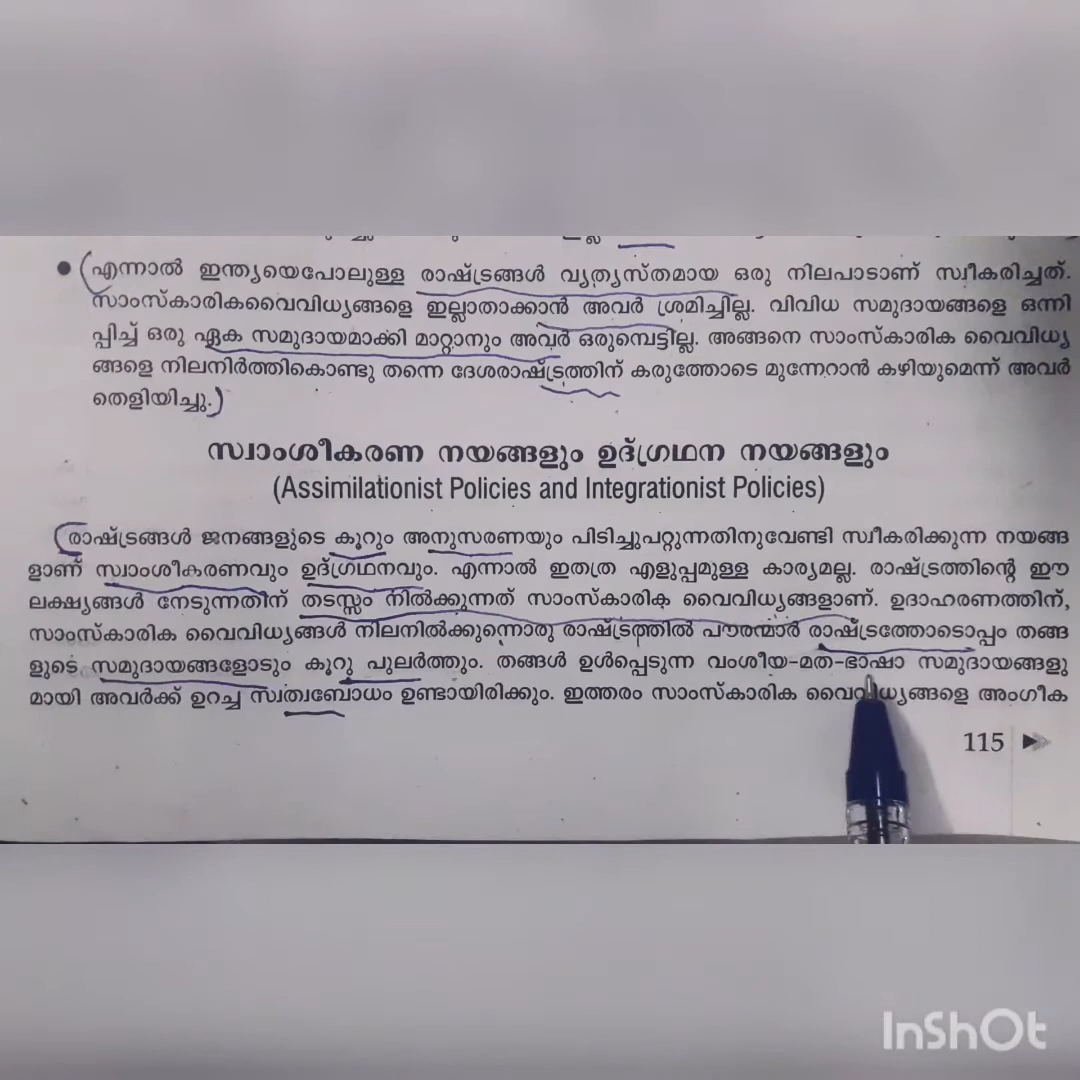 ● എന്നാൽ ഇന്ത്യയെപോലുള്ള രാഷ്ട്രങ്ങൾ വ്യത്യസ്തമായ ഒരു നിലപാടാണ് സ്വീകരിച്ചത്.
സാംസ്കാരികവൈവിധ്യങ്ങളെ ഇല്ലാതാക്കാൻ അവർ ശ്രമിച്ചില്ല. വിവിധ സമുദായങ്ങളെ ഒന്നി
പ്പിച്ച് ഒരു ഏക സമുദായമാക്കി മാറ്റാനും അവർ ഒരുമ്പെട്ടില്ല. അങ്ങനെ സാംസ്കാരിക വൈവിധ്യ
ങ്ങളെ നിലനിർത്തികൊണ്ടു തന്നെ ദേശരാഷ്ട്രത്തിന് കരുത്തോടെ മുന്നേറാൻ കഴിയുമെന്ന് അവർ
തെളിയിച്ചു.
സ്വാംശീകരണ നയങ്ങളും ഉദ്ഗ്രഥന നയങ്ങളും
(Assimilationist Policies and Integrationist Policies)
രാഷ്ട്രങ്ങൾ ജനങ്ങളുടെ കൂറും അനുസരണയും പിടിച്ചുപറ്റുന്നതിനുവേണ്ടി സ്വീകരിക്കുന്ന നയങ്ങ
ളാണ് സ്വാംശീകരണവും ഉദ്ഗ്രഥനവും. എന്നാൽ ഇതത്ര എളുപ്പമുള്ള കാര്യമല്ല. രാഷ്ട്രത്തിന്റെ ഈ
ലക്ഷ്യങ്ങൾ നേടുന്നതിന് തടസ്സം നിൽക്കുന്നത് സാംസ്കാരിക വൈവിധ്യങ്ങളാണ്. ഉദാഹരണത്തിന്,
സാംസ്കാരിക വൈവിധ്യങ്ങൾ നിലനിൽക്കുന്നൊരു രാഷ്ട്രത്തിൽ പൗരന്മാർ രാഷ്ട്രത്തോടൊപ്പം തങ്ങ
ളുടെ സമുദായങ്ങളോടും കൂറു പുലർത്തും. തങ്ങൾ ഉൾപ്പെടുന്ന വംശീയ-മത-ഭാഷാ സമുദായങ്ങളു
മായി അവർക്ക് ഉറച്ച സ്വത്വബോധം ഉണ്ടായിരിക്കും. ഇത്തരം സാംസ്കാരിക വൈവിധ്യങ്ങളെ അംഗീക
115
InShOt